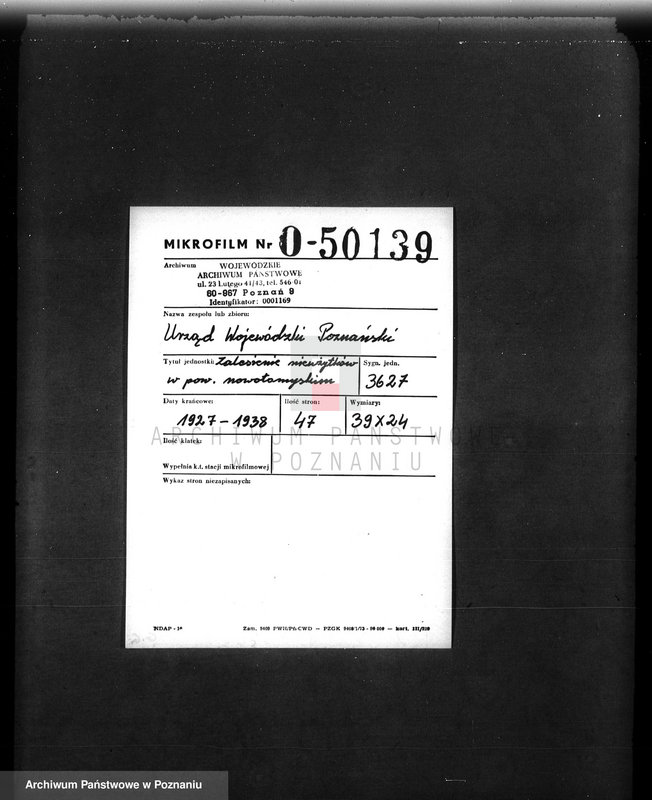 MIKROFILM Nr O-50139
Archiwum WOJEWÓDZKIE
ARCHIWUM PAŃSTWOWE
ul. 23 Lutego 41/43, tel. 546-01
60-967 Poznań 9
Identyfikator: 0001169
Nazwa zespołu lub zbioru:
Urząd Wojewódzki Poznański
Tytuł jednostki: Zalesienie nieużytków
w pow. nowotomyskim
Sygn. jedn.
3627
Daty krańcowe: Ilość stron: Wymiary:
1927-1938 47 39x24
ARCHIWUM PAŃSTWOWE
W POZNANIU
Ilość klatek:
Wypełnia k.t. stacji mikrofilmowej
Wykaz stron niezapisanych:
NDAP - 
Zam. PZGK
Archiwum Państwowe w Poznaniu